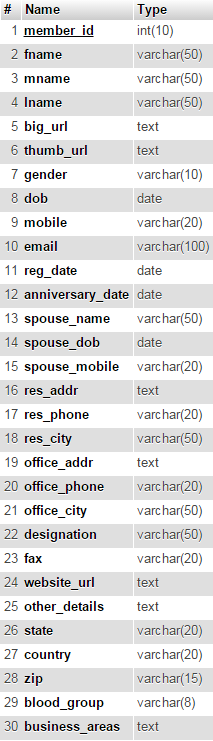 # Name Type
1 member_id int(10)
2 fname varchar(50)
3 mname varchar(50)
4 lname varchar(50)
5 big_url text
6 thumb_url text
7 gender varchar(10)
8 dob date
9 mobile varchar(20)
10 email varchar(100)
11 reg_date date
12 anniversary_date date
13 spouse_name varchar(50)
14 spouse_dob date
15 spouse_mobile varchar(20)
16 res_addr text
17 res_phone varchar(20)
18 res_city varchar(50)
19 office_addr text
20 office_phone varchar(20)
21 office_city varchar(50)
22 designation varchar(50)
23 fax varchar(20)
24 website_url text
25 other_details text
26 state varchar(20)
27 country varchar(20)
28 zip varchar(15)
29 blood_group varchar(8)
30 business_areas text